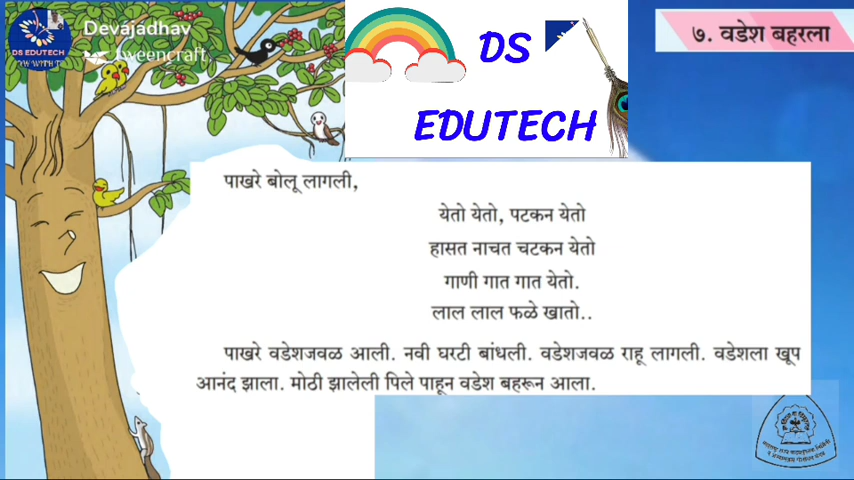 Devajadhav
Tweencraft
DS EDUTECH
DS
EDUTECH
७. वडेश बहरला
पाखरे बोलू लागली,
येतो येतो, पटकन येतो
हासत नाचत चटकन येतो
गाणी गात गात येतो.
लाल लाल फळे खातो..
पाखरे वडेशजवळ आली. नवी घरटी बांधली. वडेशजवळ राहू लागली. वडेशला खूप
आनंद झाला. मोठी झालेली पिले पाहून वडेश बहरून आला.